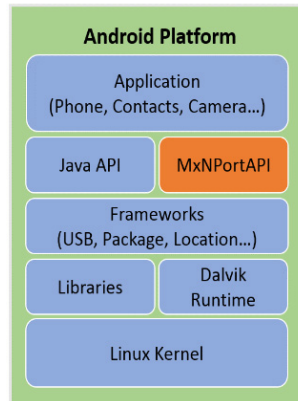 Android Platform
Application
(Phone, Contacts, Camera...)
Java API
MxNPortAPI
Frameworks
(USB, Package, Location...)
Libraries
Dalvik
Runtime
Linux Kernel